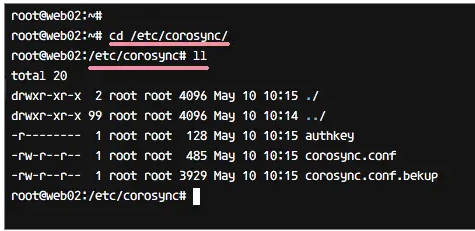 root@web02:~#
root@web02:~# cd /etc/corosync/
root@web02:/etc/corosync# ll
total 20
drwxr-xr-x  2 root root 4096 May 10 10:15 ./
drwxr-xr-x 99 root root 4096 May 10 10:14 ../
-r--------  1 root root  128 May 10 10:15 authkey
-rw-r--r--  1 root root  485 May 10 10:15 corosync.conf
-rw-r--r--  1 root root 3929 May 10 10:15 corosync.conf.bekup
root@web02:/etc/corosync#